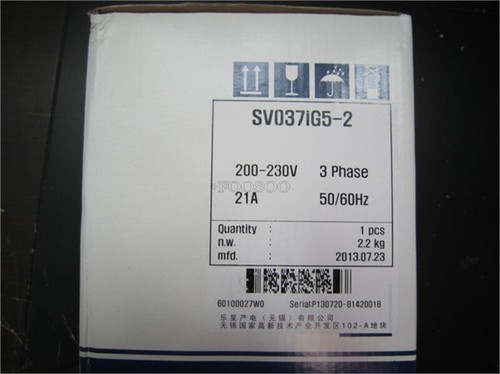 SV037IG5-2
200-230V 3 Phase
FOOSOO
21A 50/60Hz
Quantity : 1 pcs
n.w. : 2.2 kg
mfd. : 2013.07.23
60100027W0 SerialP130720-81420018
乐星产电（无锡）有限公司
无锡国家高新技术产业开发区102-A地块